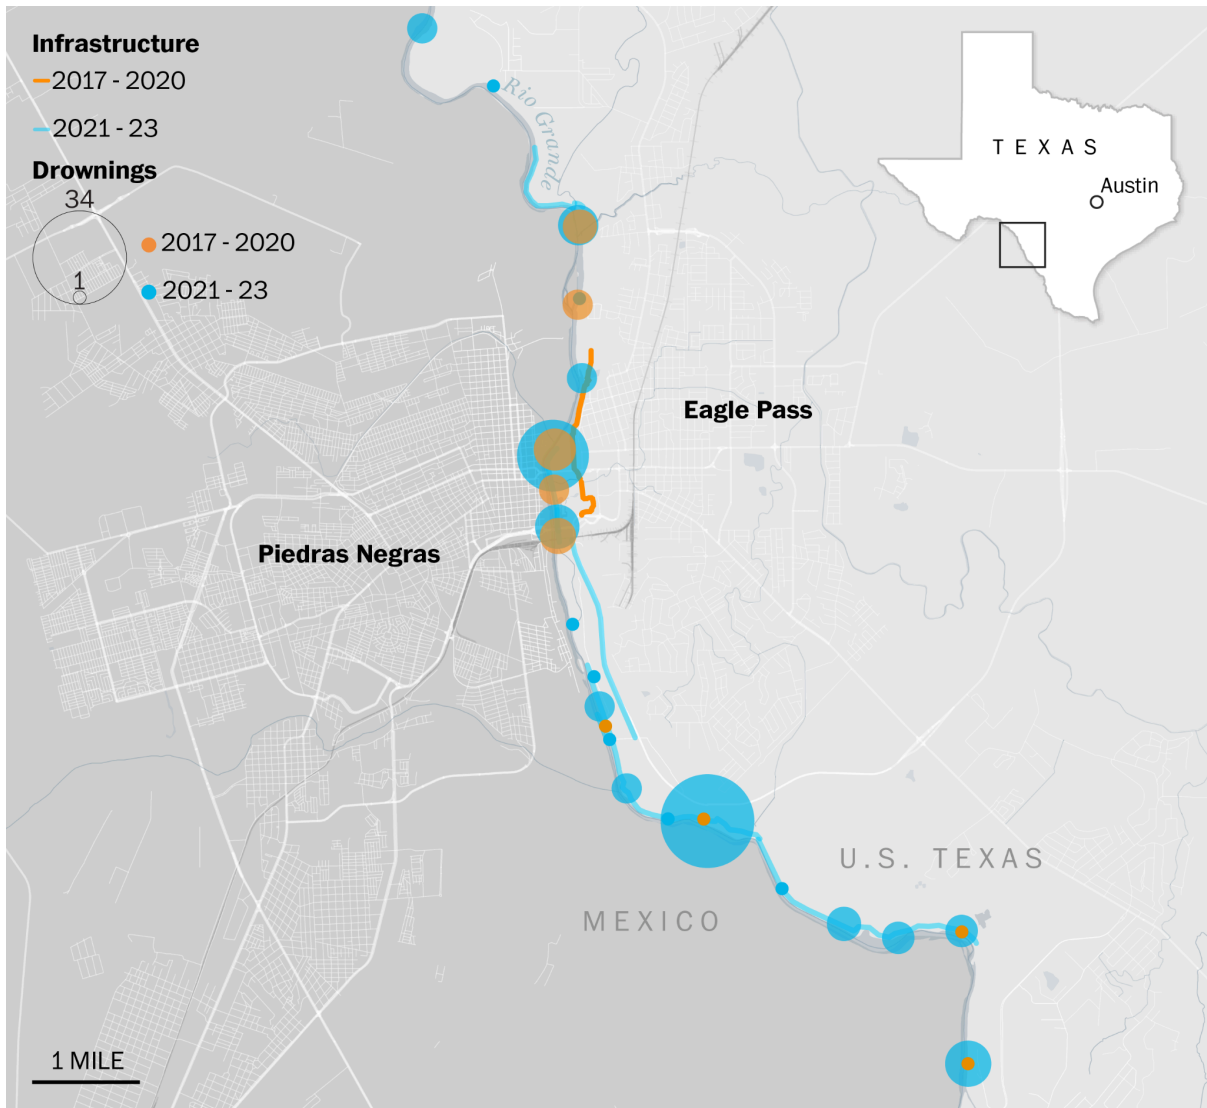 Infrastructure
2017 - 2020
2021 - 23
Drownings
34
1
2017 - 2020
2021 - 23
Rio Grande
TEXAS
Austin
Eagle Pass
Piedras Negras
U.S. TEXAS
MEXICO
1 MILE